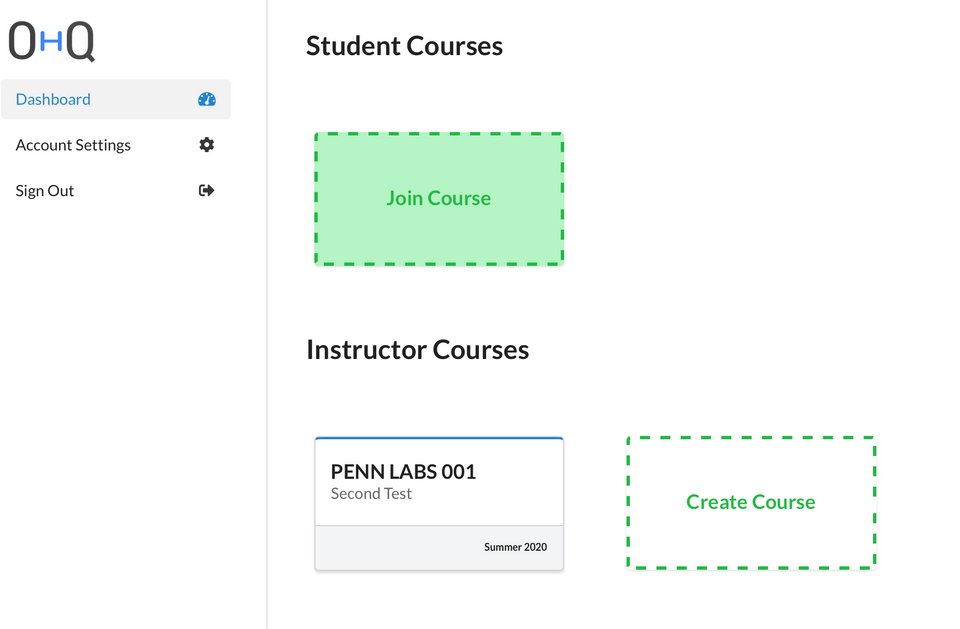 OHQ
Dashboard
Account Settings
Sign Out
Student Courses
Join Course
Instructor Courses
PENN LABS 001
Second Test
Summer 2020
Create Course